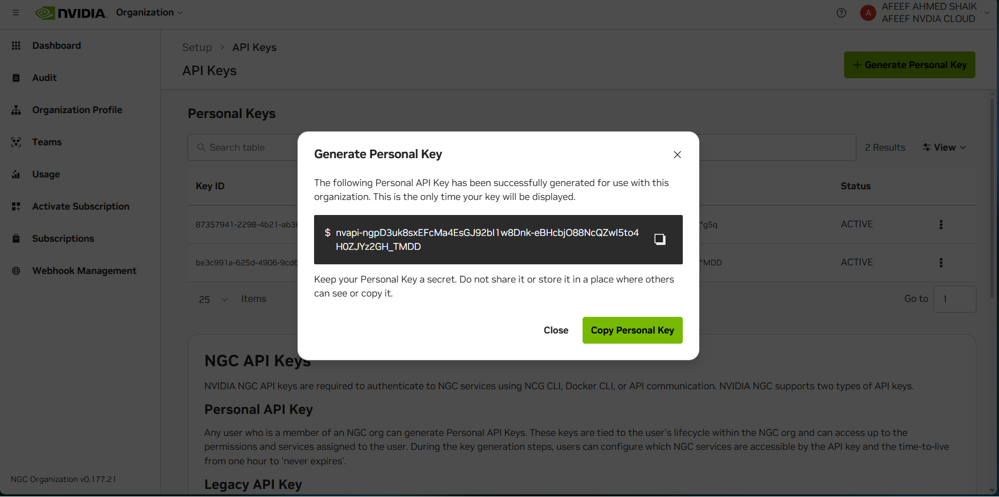 NVIDIA. Organization
AFEEF AHMED SHAIK
A
AFEEF NVDIA CLOUD
Dashboard
Audit
Organization Profile
Teams
Usage
Activate Subscription
Subscriptions
Webhook Management
NGC Organization v0.177.21
Setup > API Keys
API Keys
+ Generate Personal Key
Personal Keys
Search table
2 Results
View
Key ID
Status
87357941-2298-4b21-ab36
*g5q
ACTIVE
be3c991a-625d-4906-9cd6
*MDD
ACTIVE
25 Items
Go to 1
Generate Personal Key
The following Personal API Key has been successfully generated for use with this
organization. This is the only time your key will be displayed.
$
Keep your Personal Key a secret. Do not share it or store it in a place where others
can see or copy it.
Close
Copy Personal Key
NGC API Keys
NVIDIA NGC API keys are required to authenticate to NGC services using NCG CLI, Docker CLI, or API communication. NVIDIA NGC supports two types of API keys.
Personal API Key
Any user who is a member of an NGC org can generate Personal API Keys. These keys are tied to the user's lifecycle within the NGC org and can access up to the
permissions and services assigned to the user. During the key generation steps, users can configure which NGC services are accessible by the API key and the time-to-live
from one hour to 'never expires'.
Legacy API Key